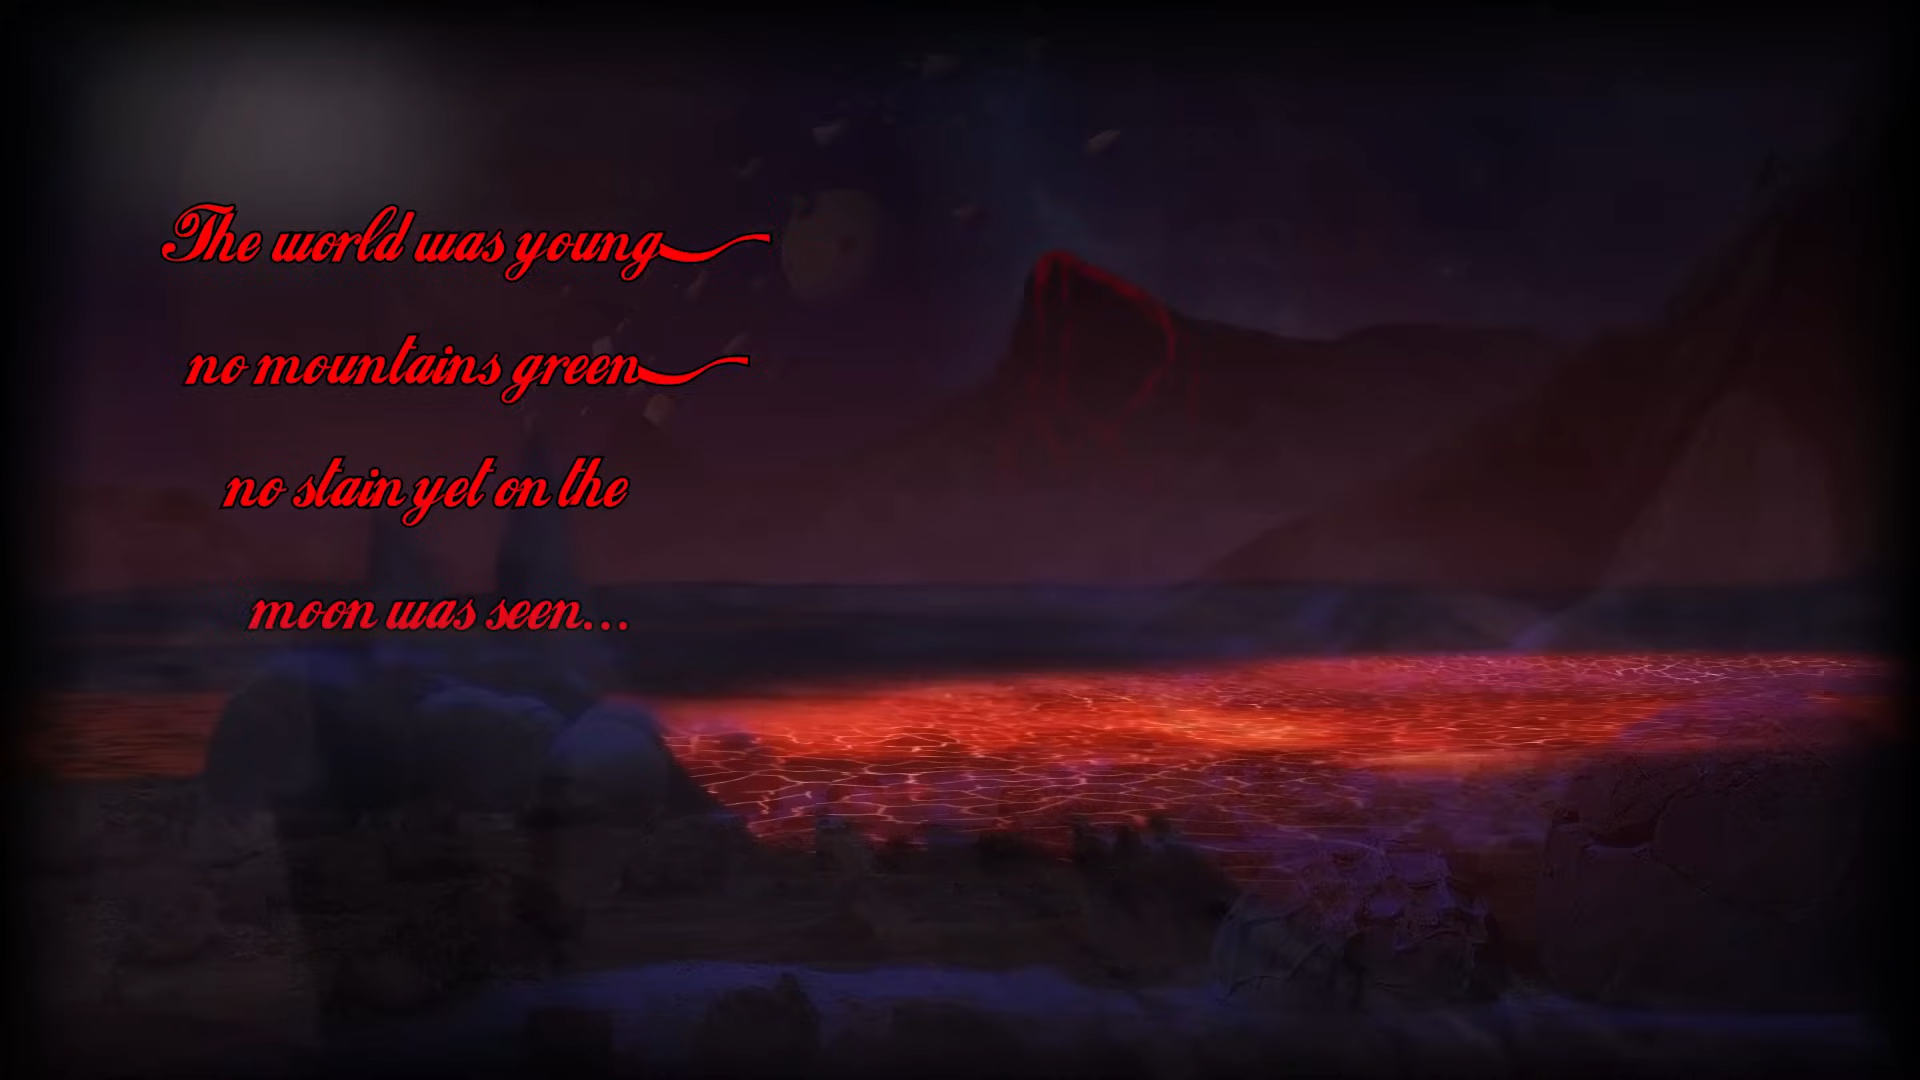 The world was young
no mountains green
no stain yet on the
moon was seen...